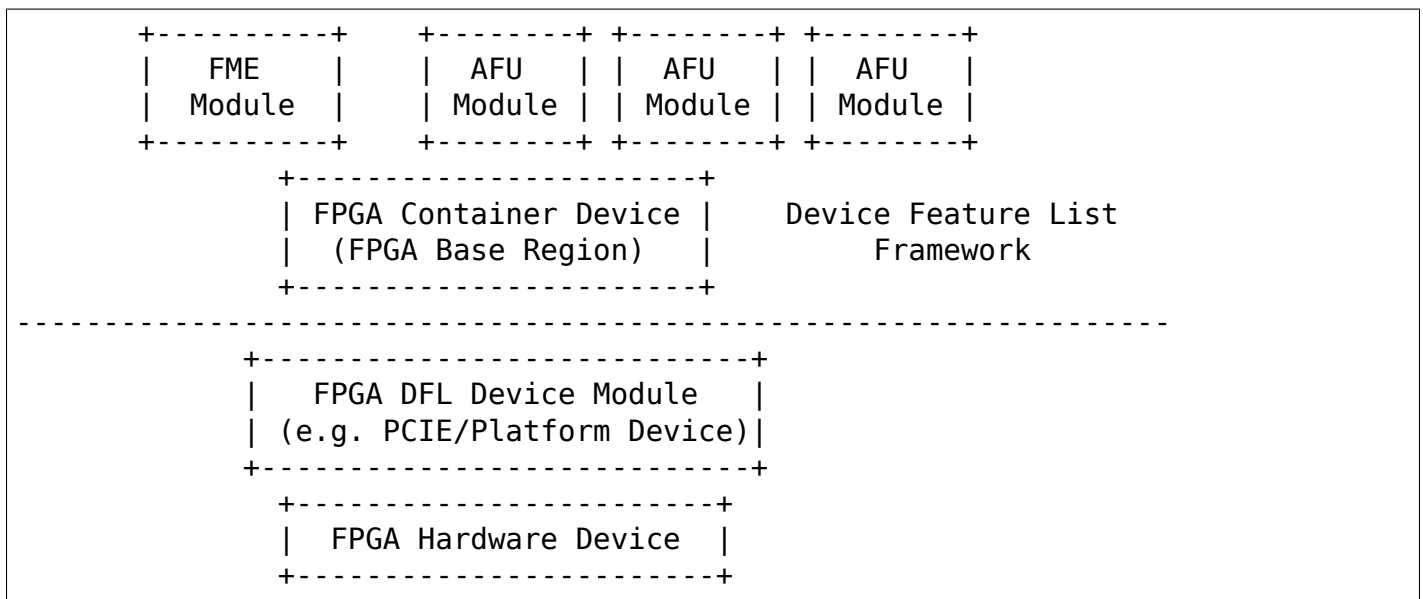 +----------+    +--------+ +--------+ +--------+
|   FME    |    |  AFU   | |  AFU   | |  AFU   |
|  Module  |    | Module | | Module | | Module |
+----------+    +--------+ +--------+ +--------+
+-----------------------+
| FPGA Container Device |    Device Feature List
|  (FPGA Base Region)   |         Framework
+-----------------------+
------------------------------------------------------------------
+----------------------------+
|   FPGA DFL Device Module   |
| (e.g. PCIE/Platform Device)|
+----------------------------+
+------------------------+
|  FPGA Hardware Device  |
+------------------------+